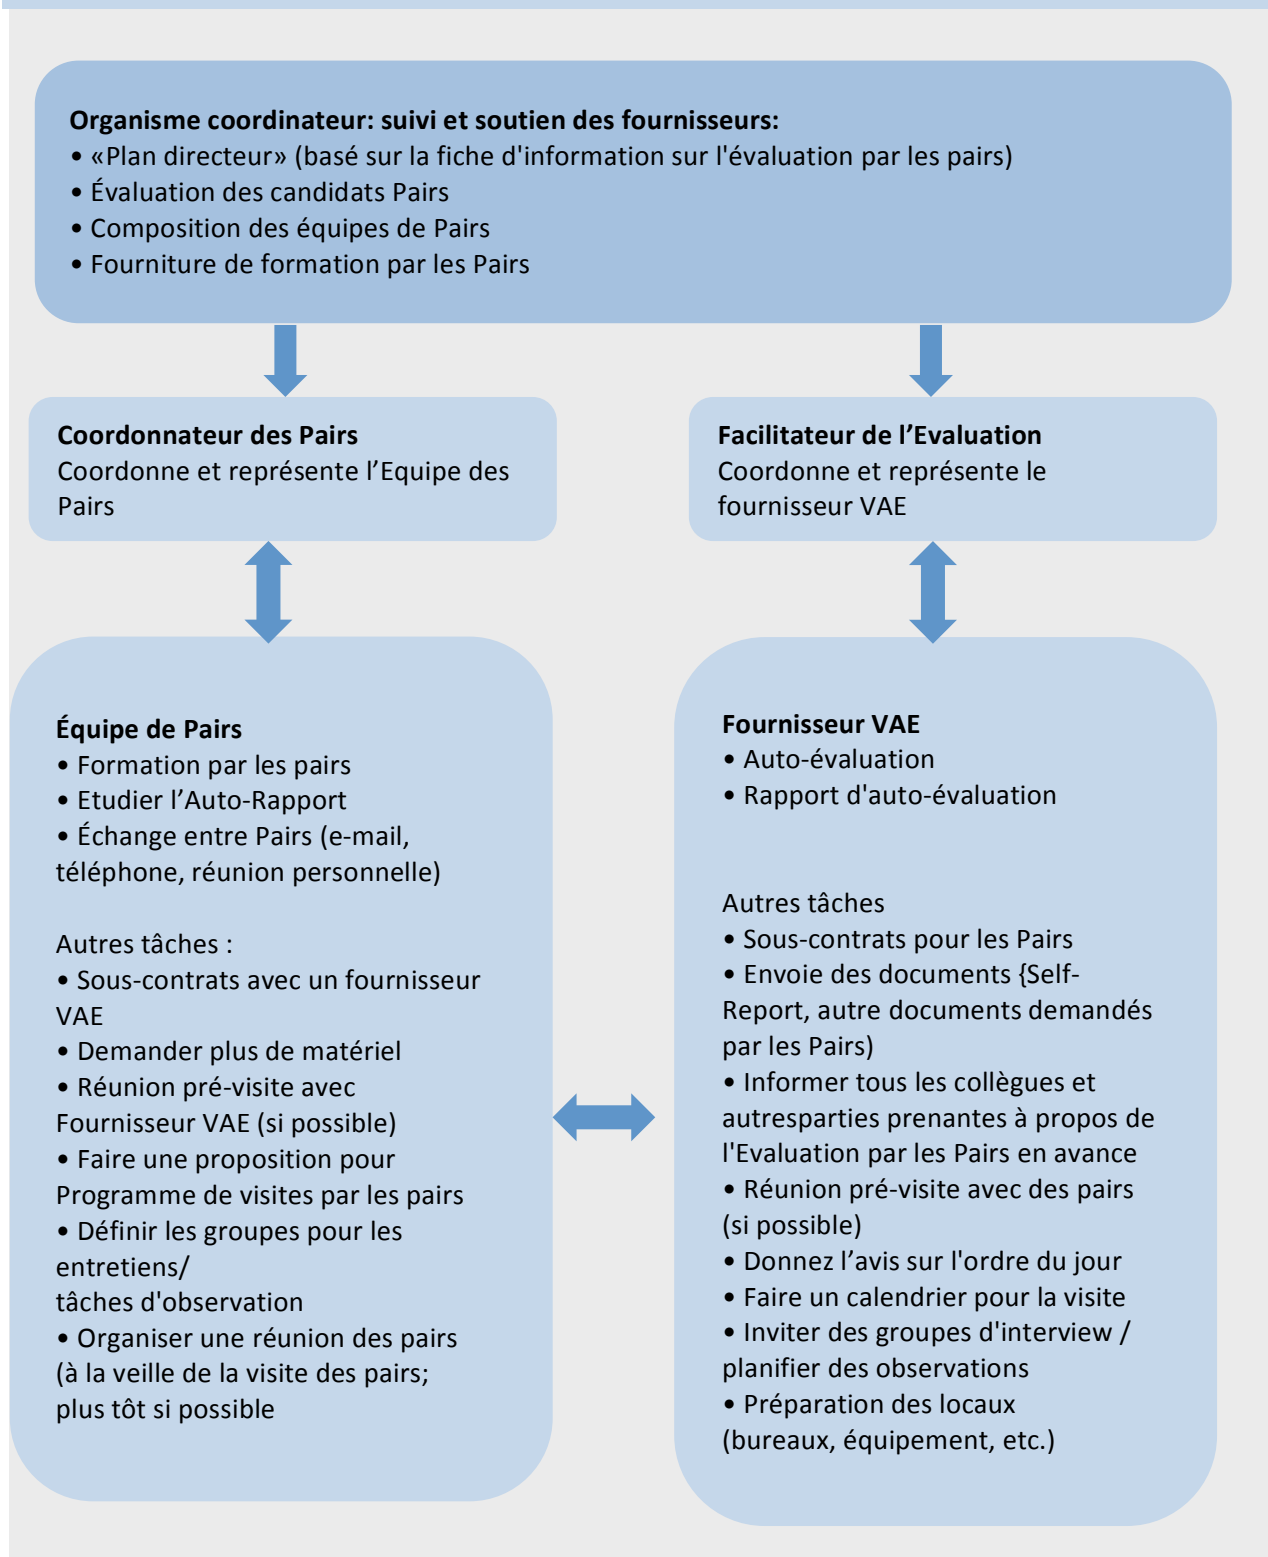 Organisme coordinateur: suivi et soutien des fournisseurs:
• «Plan directeur» (basé sur la fiche d'information sur l'évaluation par les pairs)
• Évaluation des candidats Pairs
• Composition des équipes de Pairs
• Fourniture de formation par les Pairs
Coordonnateur des Pairs
Coordonne et représente l’Equipe des
Pairs
Facilitateur de l’Evaluation
Coordonne et représente le
fournisseur VAE
Équipe de Pairs
• Formation par les pairs
• Etudier l’Auto-Rapport
• Échange entre Pairs (e-mail,
téléphone, réunion personnelle)
Autres tâches :
• Sous-contrats avec un fournisseur
VAE
• Demander plus de matériel
• Réunion pré-visite avec
Fournisseur VAE (si possible)
• Faire une proposition pour
Programme de visites par les pairs
• Définir les groupes pour les
entretiens/
tâches d'observation
• Organiser une réunion des pairs
(à la veille de la visite des pairs;
plus tôt si possible
Fournisseur VAE
• Auto-évaluation
• Rapport d'auto-évaluation
Autres tâches
• Sous-contrats pour les Pairs
• Envoie des documents {Self-
Report, autre documents demandés
par les Pairs)
• Informer tous les collègues et
autresparties prenantes à propos de
l'Evaluation par les Pairs en avance
• Réunion pré-visite avec des pairs
(si possible)
• Donnez l’avis sur l'ordre du jour
• Faire un calendrier pour la visite
• Inviter des groupes d'interview /
planifier des observations
• Préparation des locaux
(bureaux, équipement, etc.)